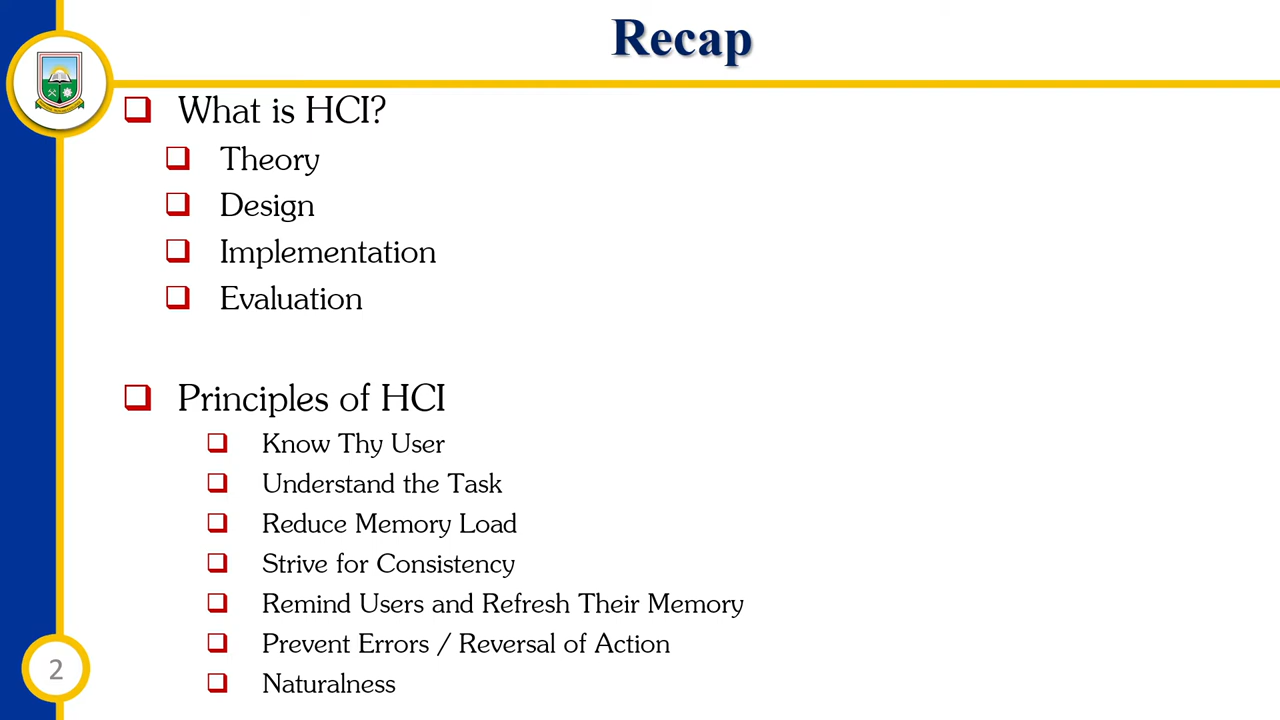 Recap
What is HCI?
Theory
Design
Implementation
Evaluation
Principles of HCI
Know Thy User
Understand the Task
Reduce Memory Load
Strive for Consistency
Remind Users and Refresh Their Memory
Prevent Errors / Reversal of Action
Naturalness
2